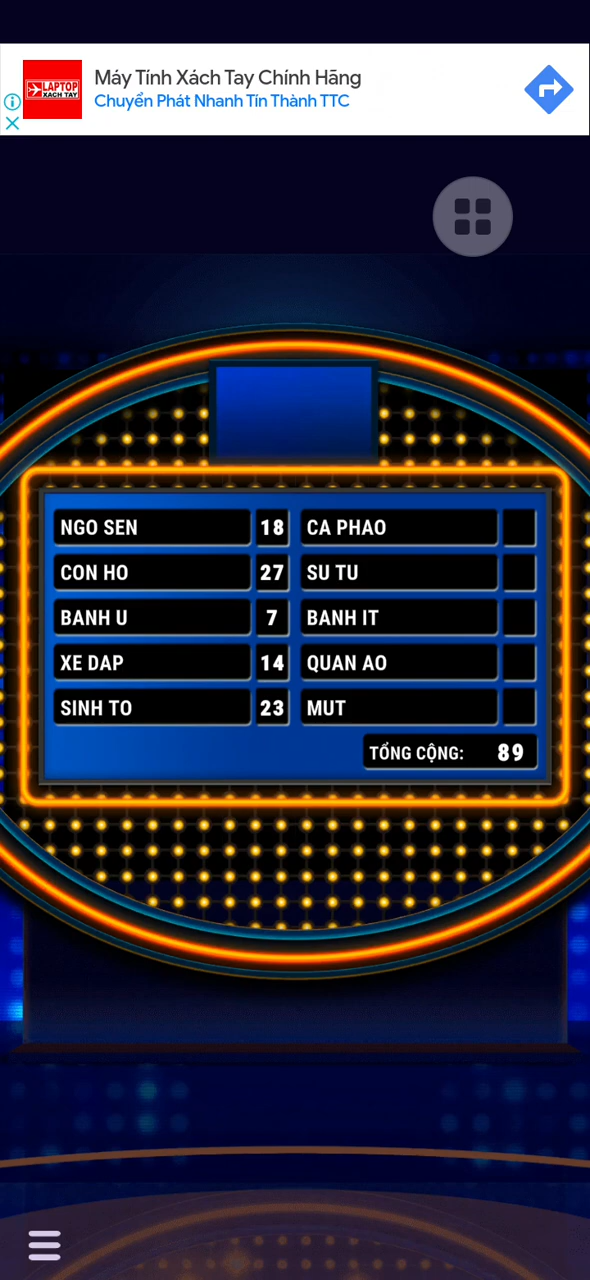 LAPTOP
XÁCH TAY
Máy Tính Xách Tay Chính Hãng
Chuyển Phát Nhanh Tín Thành TTC
NGO SEN 18 CA PHAO
CON HO 27 SU TU
BANH U 7 BANH IT
XE DAP 14 QUAN AO
SINH TO 23 MUT
TỔNG CỘNG: 89